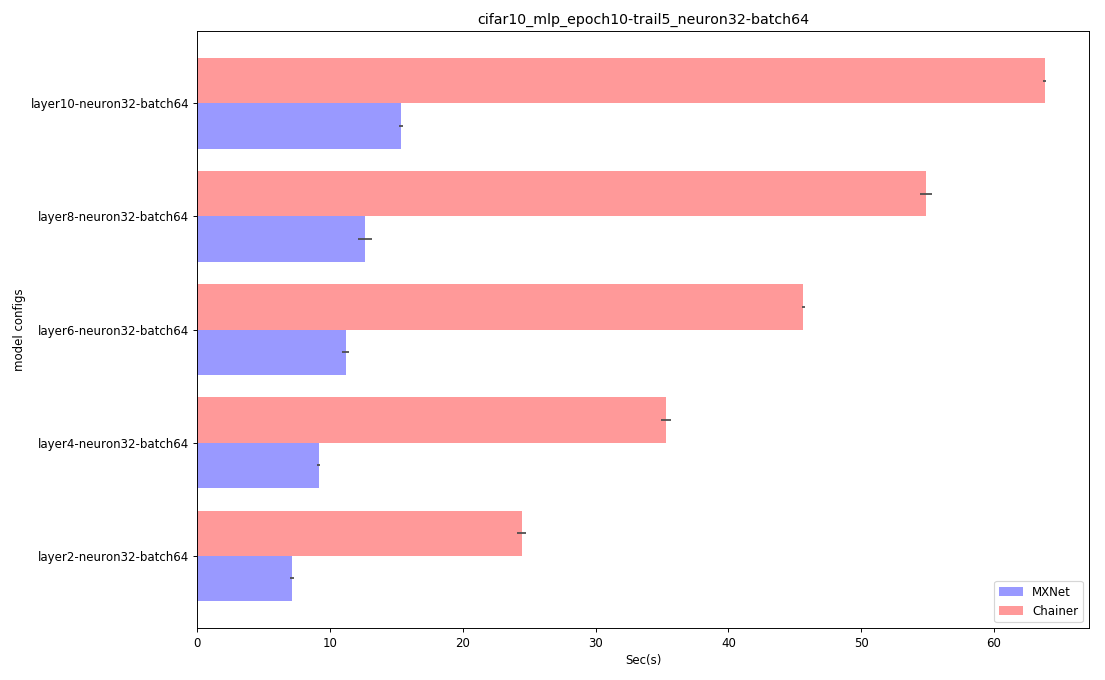 cifar10_mlp_epoch10-trail5_neuron32-batch64
model configs
layer10-neuron32-batch64
layer8-neuron32-batch64
layer6-neuron32-batch64
layer4-neuron32-batch64
layer2-neuron32-batch64
MXNet
Chainer
0 10 20 30 40 50 60
Sec(s)